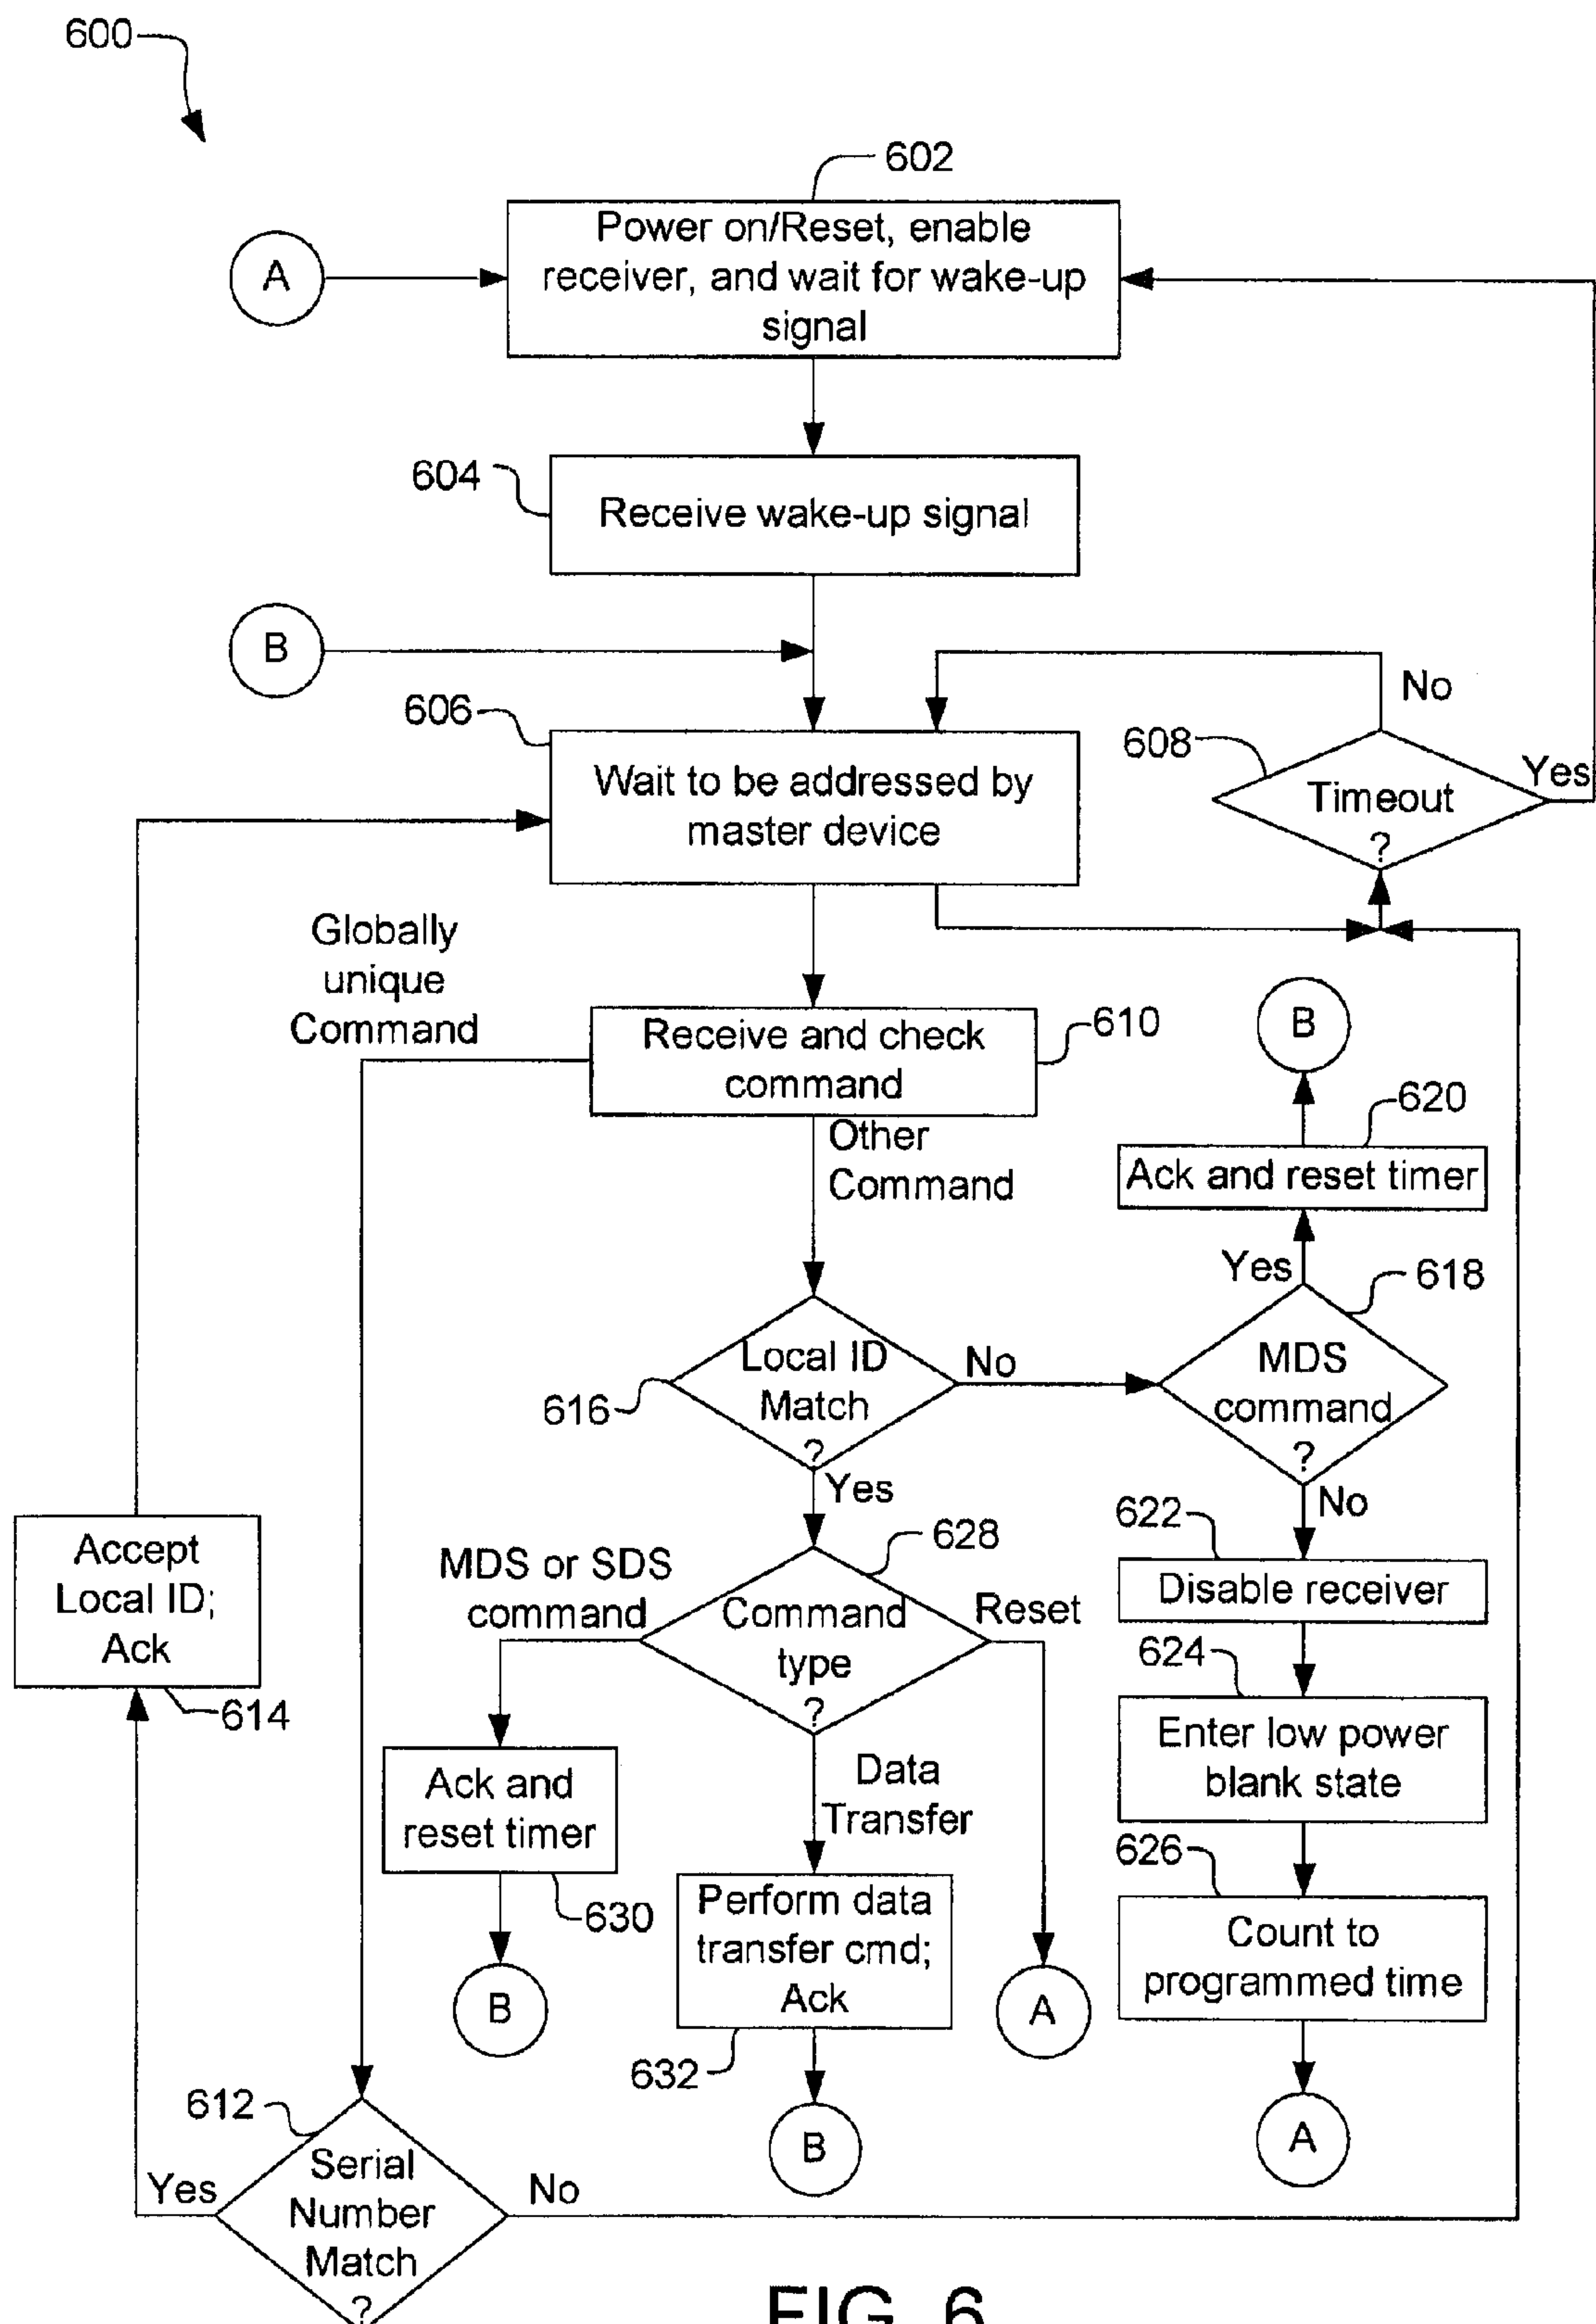 600
602
Power on/Reset, enable
receiver, and wait for wake-up
signal
A
604
Receive wake-up signal
B
606
Wait to be addressed by
master device
No
608
Timeout
?
Yes
Globally
unique
Command
Receive and check
command
610
B
620
Ack and reset timer
Other
Command
Yes
618
Local ID
Match
?
616
No
MDS
command
?
Yes
No
622
Disable receiver
Accept
Local ID;
Ack
614
MDS or SDS
command
628
Command
type
?
Reset
624
Enter low power
blank state
Ack and
reset timer
630
Data
Transfer
626
Count to
programmed time
Perform data
transfer cmd;
Ack
632
B
A
B
A
612
Serial
Number
Match
?
Yes
No
FIG. 6